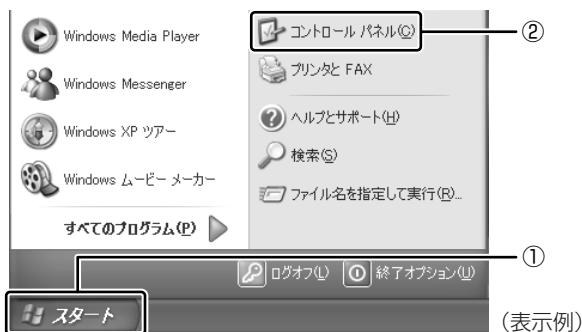 Windows Media Player
Windows Messenger
Windows XP ツアー
Windows ムービー メーカー
すべてのプログラム(P)
コントロール パネル(C)
プリンタと FAX
ヘルプとサポート(H)
検索(S)
ファイル名を指定して実行(R)...
ログオフ(L)
終了オプション(U)
スタート
②
①
(表示例)